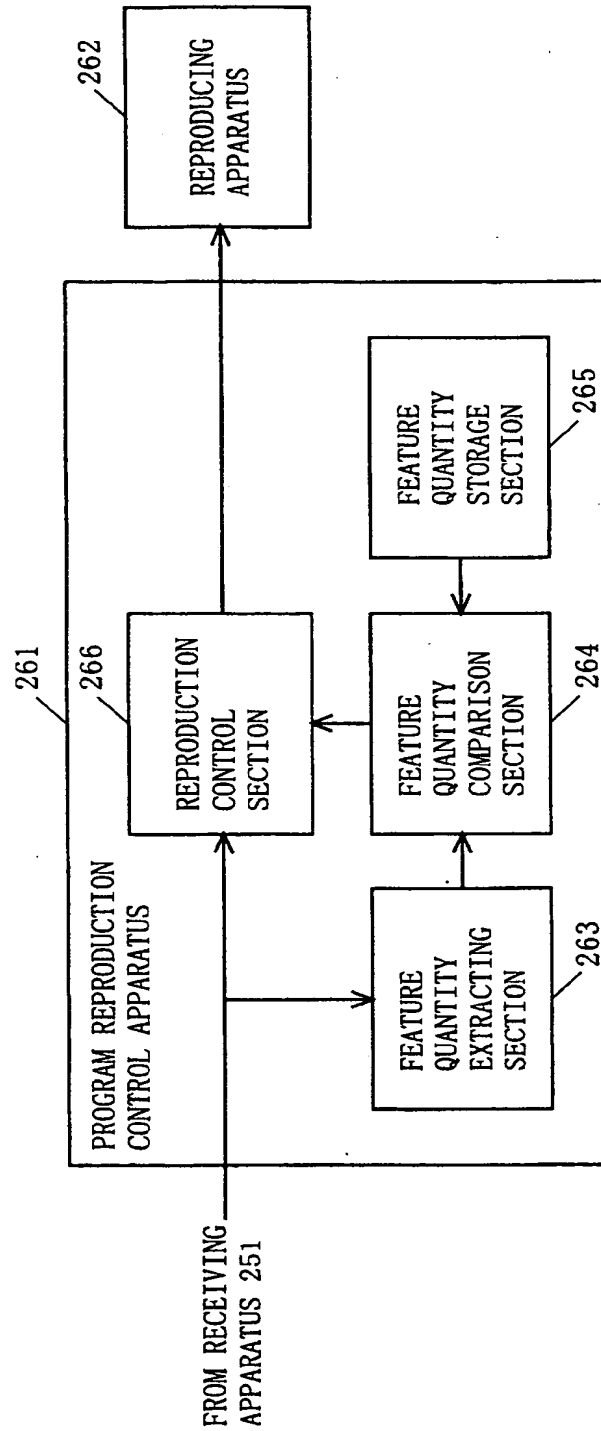 261
PROGRAM REPRODUCTION
CONTROL APPARATUS
266
262
REPRODUCTION
CONTROL
SECTION
REPRODUCING
APPARATUS
FROM RECEIVING
APPARATUS 251
FEATURE
QUANTITY
EXTRACTING
SECTION
263
FEATURE
QUANTITY
COMPARISON
SECTION
264
FEATURE
QUANTITY
STORAGE
SECTION
265